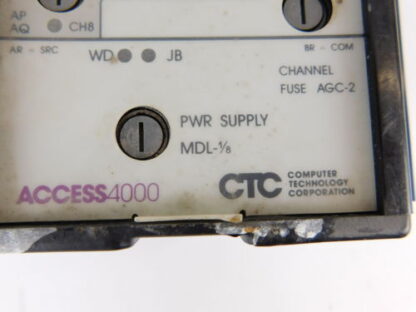 AP
AQ CH8
AR - SRC
BR - COM
WD JB
CHANNEL
FUSE AGC-2
PWR SUPPLY
MDL-⅛
ACCESS4000
CTC COMPUTER
TECHNOLOGY
CORPORATION